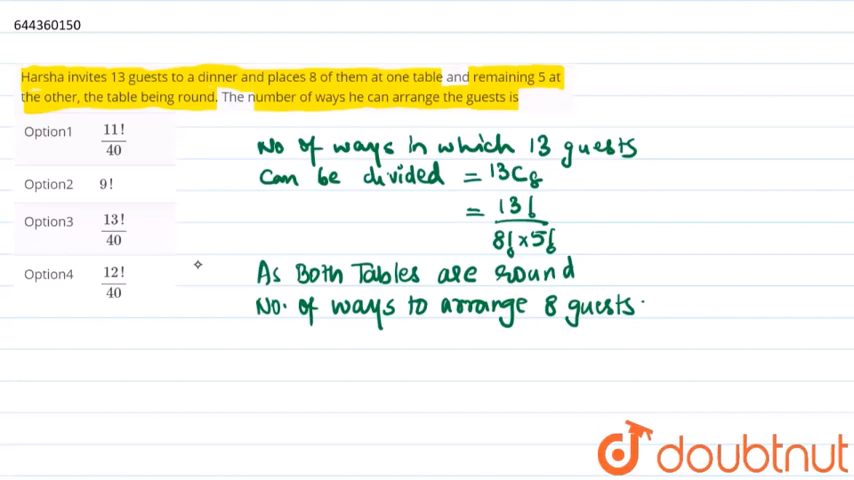 644360150
Harsha invites 13 guests to a dinner and places 8 of them at one table and remaining 5 at
the other, the table being round. The number of ways he can arrange the guests is
Option1 11!/40
Option2 9!
Option3 13!/40
Option4 12!/40
No of ways in which 13 guests
Can be divided = 13C8
= 13!/8!×5!
As Both Tables are round
No. of ways to arrange 8 guests.
doubtnut